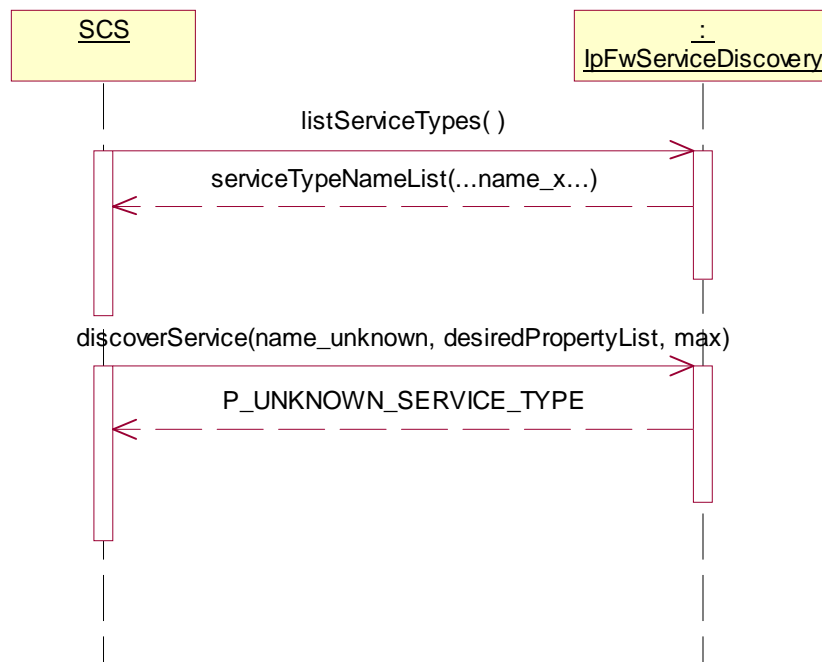 SCS
:
IpFwServiceDiscovery
listServiceTypes( )
serviceTypeNameList(...name_x...)
discoverService(name_unknown, desiredPropertyList, max)
P_UNKNOWN_SERVICE_TYPE